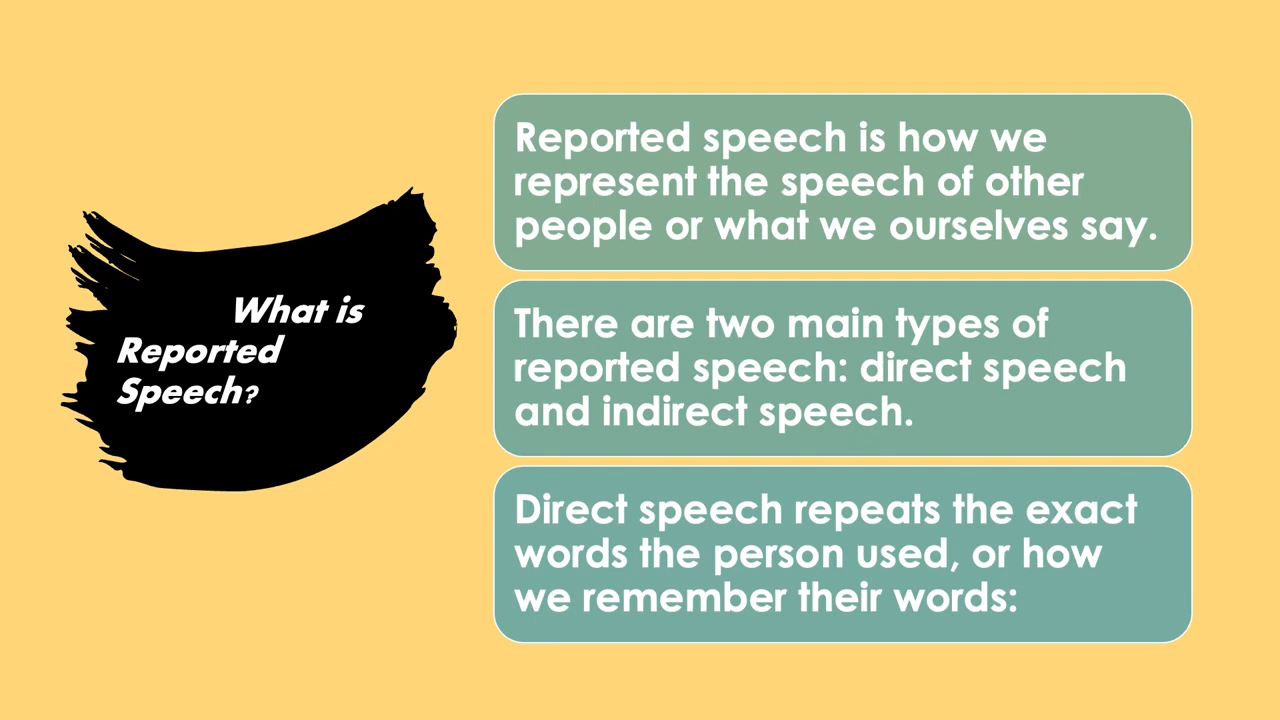 What is
Reported
Speech?
Reported speech is how we
represent the speech of other
people or what we ourselves say.
There are two main types of
reported speech: direct speech
and indirect speech.
Direct speech repeats the exact
words the person used, or how
we remember their words: